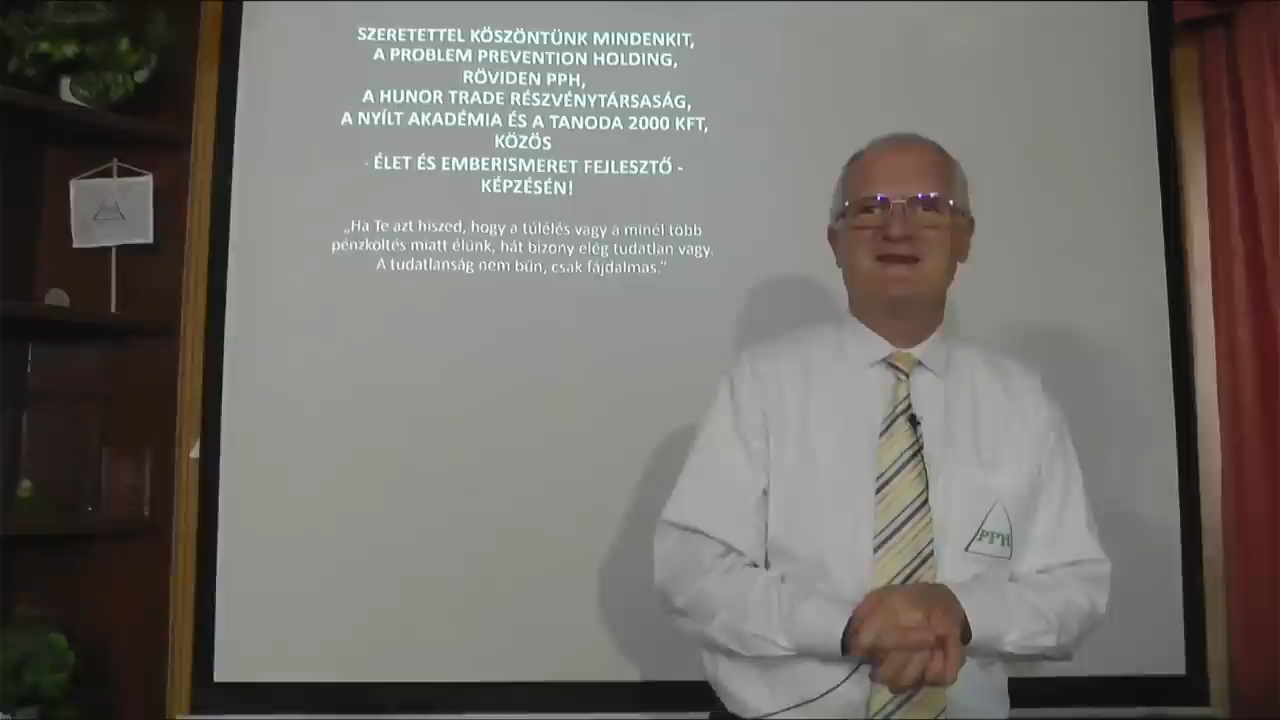 SZERETETTEL KÖSZÖNTÜNK MINDENKIT,
A PROBLEM PREVENTION HOLDING,
RÖVIDEN PPH,
A HUNOR TRADE RÉSZVÉNYTÁRSASÁG,
A NYÍLT AKADÉMIA ÉS A TANODA 2000 KFT,
KÖZÖS
- ÉLET ÉS EMBERISMERET FEJLESZTŐ -
KÉPZÉSÉN!
„Ha Te azt hiszed, hogy a túlélés vagy a minél több
pénzköltés miatt élünk, hát bizony elég tudatlan vagy.
A tudatlanság nem bűn, csak fájdalmas.”
PPH